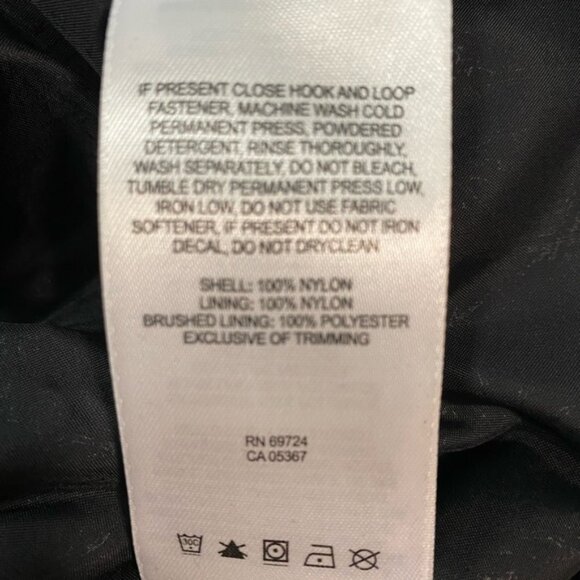 IF PRESENT CLOSE HOOK AND LOOP
FASTENER, MACHINE WASH COLD
PERMANENT PRESS, POWDERED
DETERGENT, RINSE THOROUGHLY,
WASH SEPARATELY, DO NOT BLEACH,
TUMBLE DRY PERMANENT PRESS LOW,
IRON LOW, DO NOT USE FABRIC
SOFTENER, IF PRESENT DO NOT IRON
DECAL, DO NOT DRYCLEAN
SHELL: 100% NYLON
LINING: 100% NYLON
BRUSHED LINING: 100% POLYESTER
EXCLUSIVE OF TRIMMING
RN 69724
CA 05367
30C